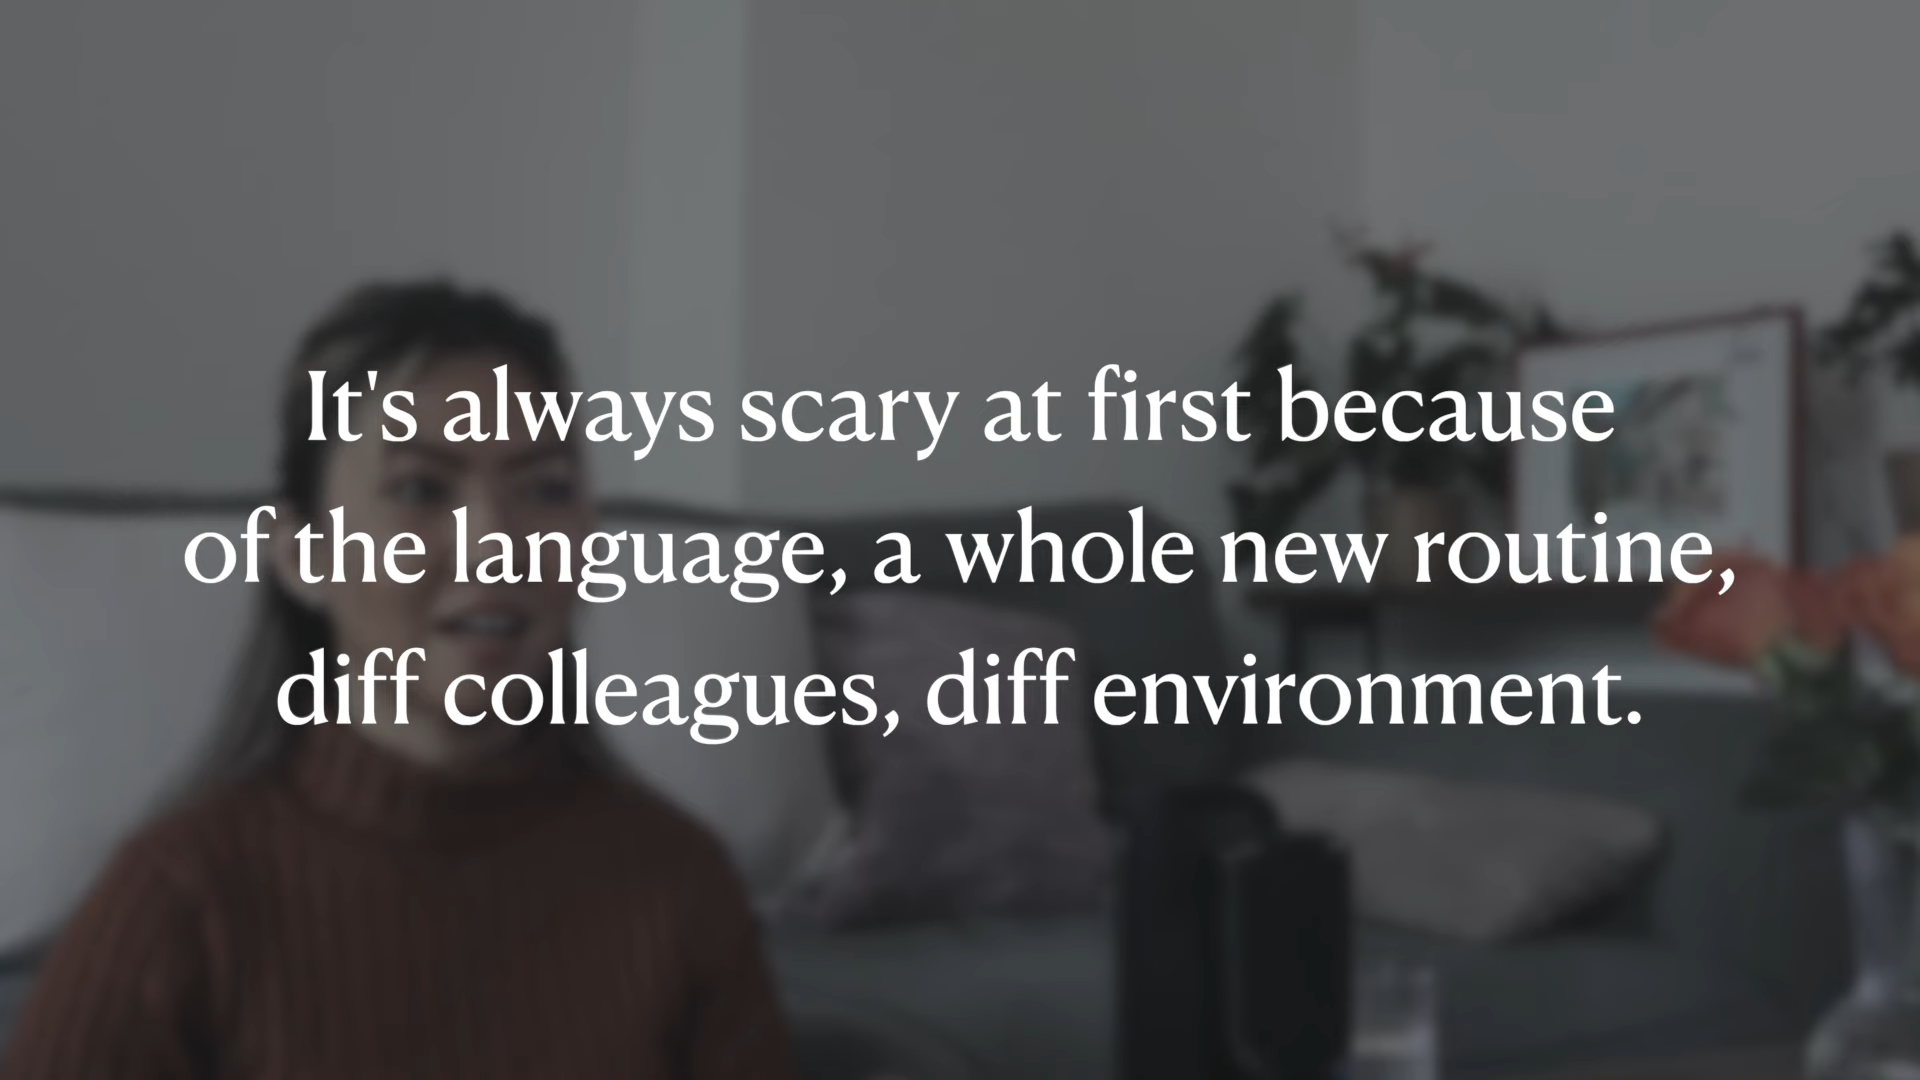 It's always scary at first because
of the language, a whole new routine,
diff colleagues, diff environment.